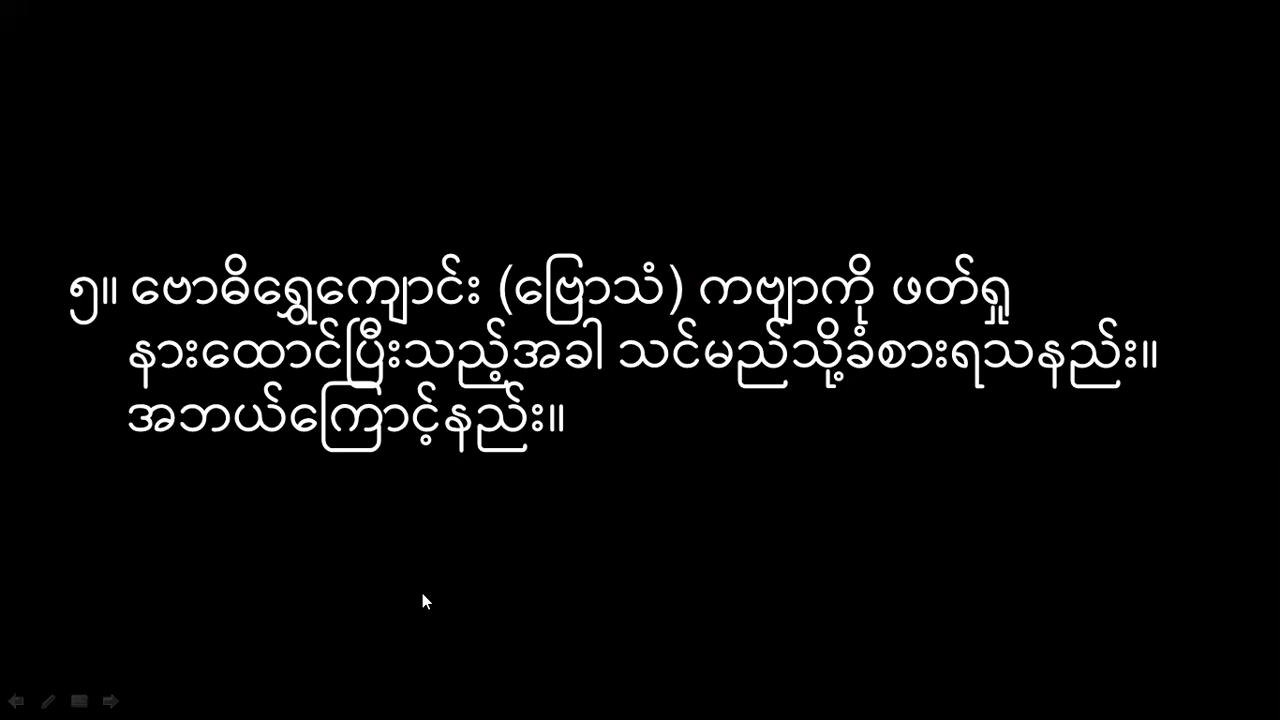 ၅။ ဗောဓိရွှေကျောင်း (ဗြောသံ) ကဗျာကို ဖတ်ရှု
နားထောင်ပြီးသည့်အခါ သင်မည်သို့ခံစားရသနည်း။
အဘယ်ကြောင့်နည်း။